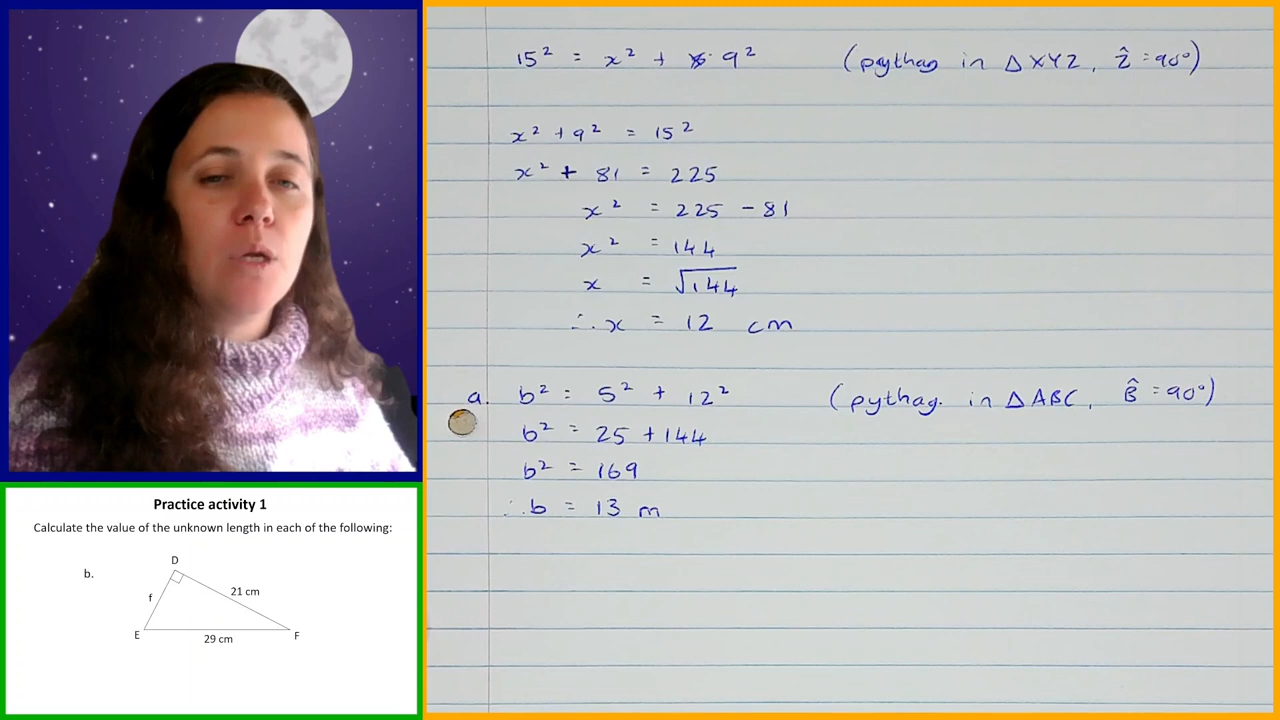 15² = x² + 9² (pythag in △XYZ, Ẑ = 90°)
x² + 9² = 15²
x² + 81 = 225
x² = 225 - 81
x² = 144
x = √144
∴ x = 12 cm
a. b² = 5² + 12² (pythag. in △ABC, B̂ = 90°)
b² = 25 + 144
b² = 169
∴ b = 13 m
Practice activity 1
Calculate the value of the unknown length in each of the following:
b.
D
f
21 cm
E
F
29 cm